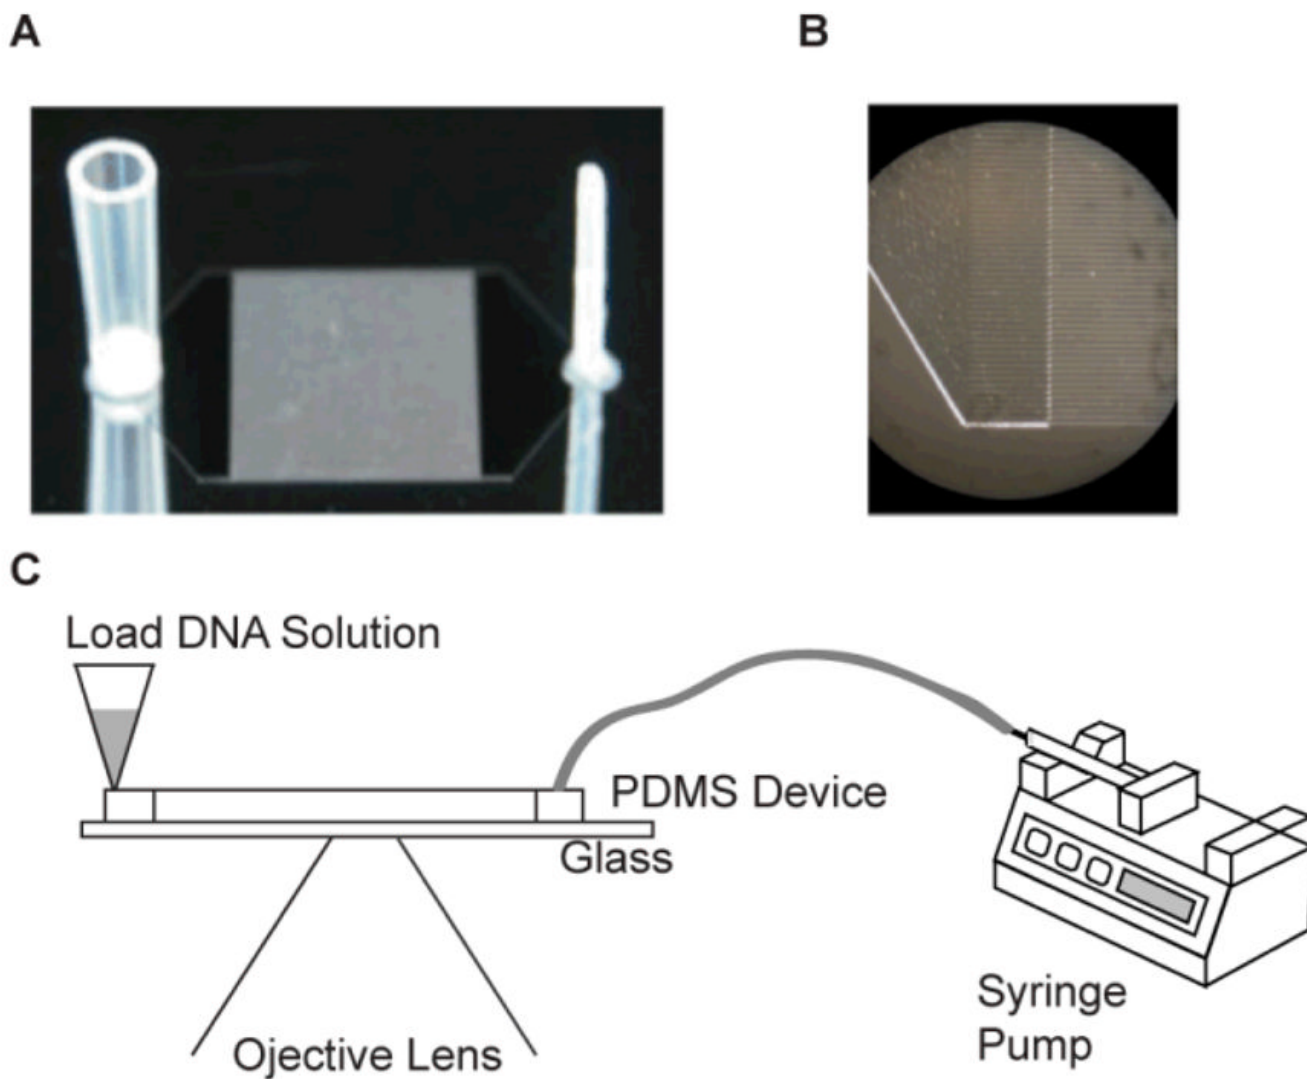 A
B
C
Load DNA Solution
PDMS Device
Glass
Ojective Lens
Syringe
Pump